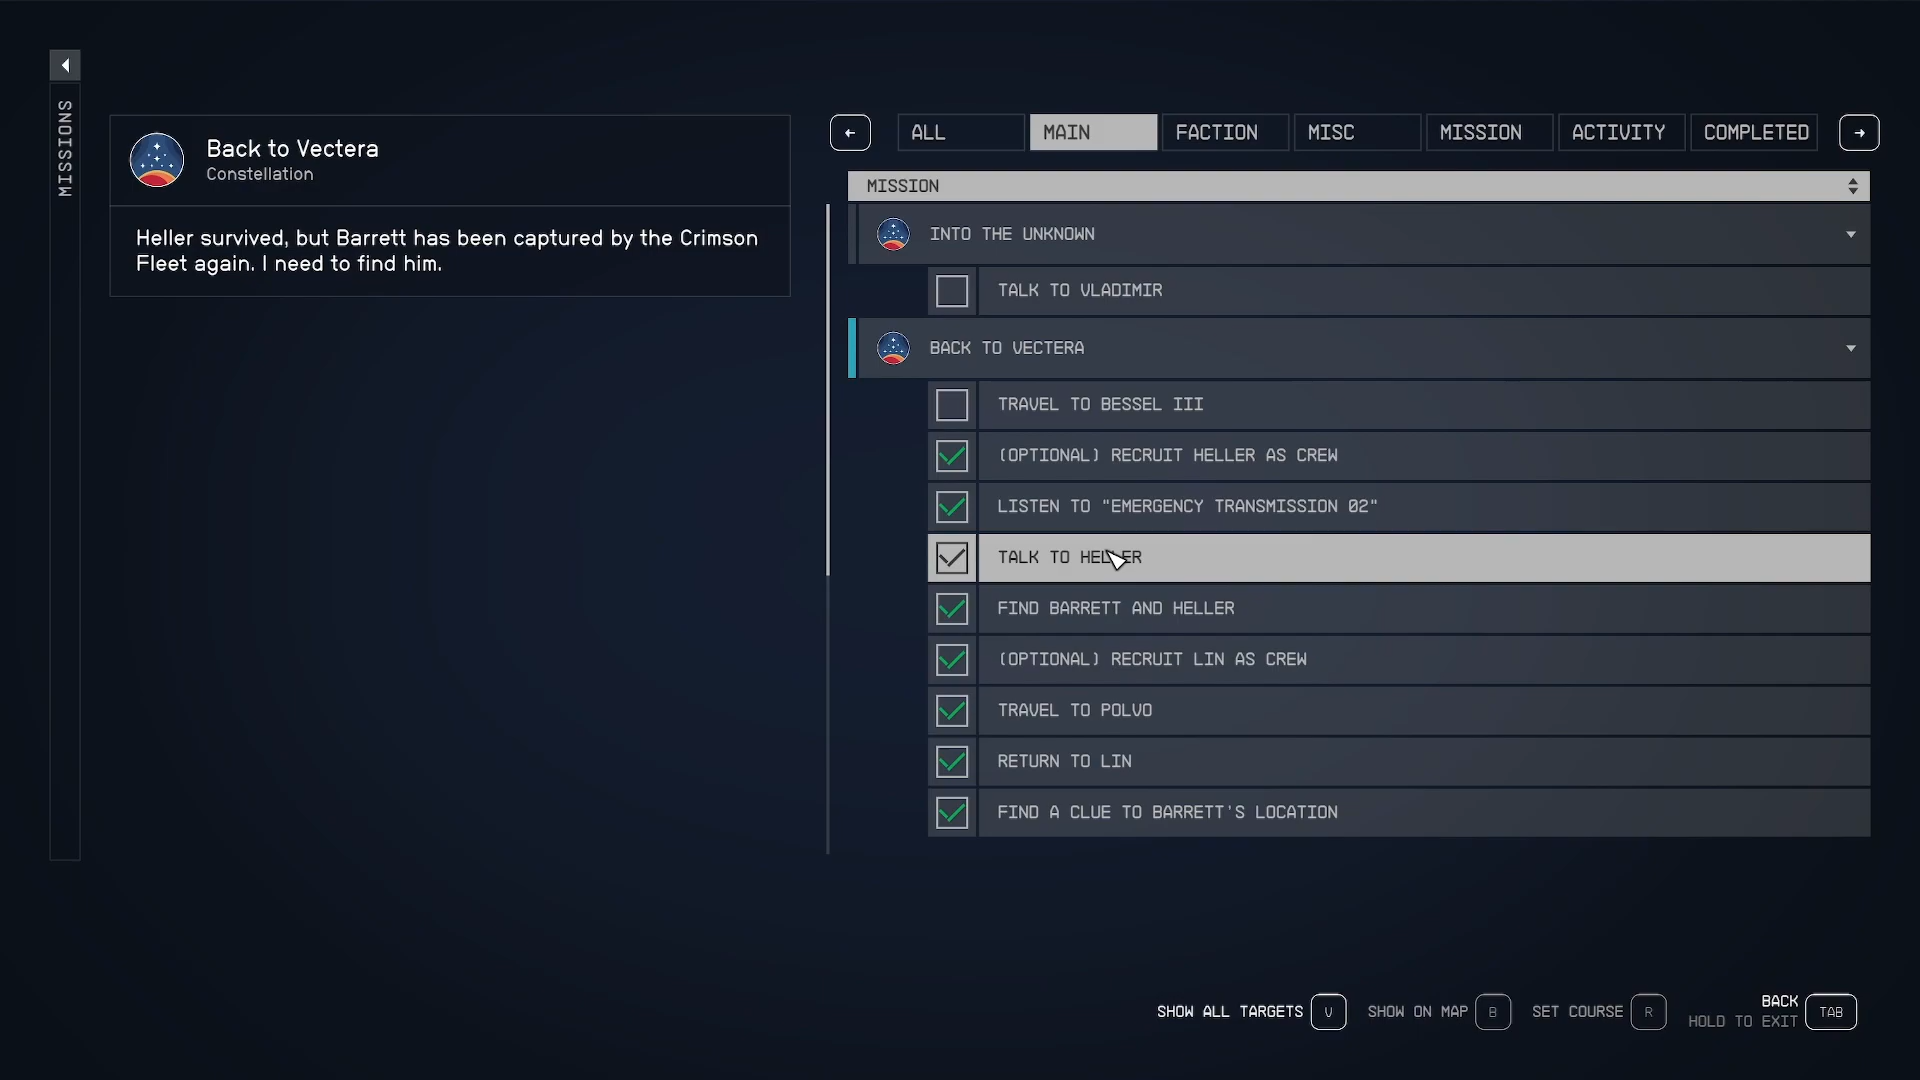 MISSIONS
Back to Vectera
Constellation
Heller survived, but Barrett has been captured by the Crimson
Fleet again. I need to find him.
ALL
MAIN
FACTION
MISC
MISSION
ACTIVITY
COMPLETED
MISSION
INTO THE UNKNOWN
TALK TO VLADIMIR
BACK TO VECTERA
TRAVEL TO BESSEL III
(OPTIONAL) RECRUIT HELLER AS CREW
LISTEN TO "EMERGENCY TRANSMISSION 02"
TALK TO HELLER
FIND BARRETT AND HELLER
(OPTIONAL) RECRUIT LIN AS CREW
TRAVEL TO POLVO
RETURN TO LIN
FIND A CLUE TO BARRETT'S LOCATION
SHOW ALL TARGETS V
SHOW ON MAP B
SET COURSE R
BACK
HOLD TO EXIT
TAB